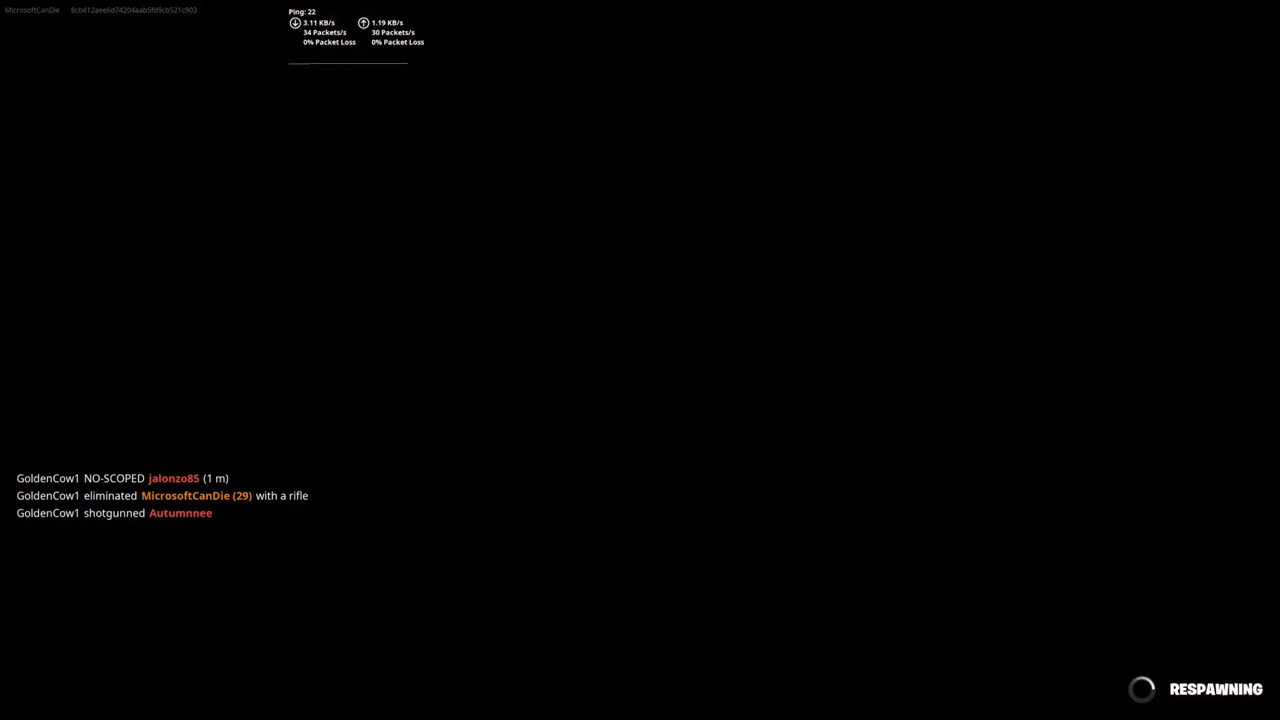 MicrosoftCanDie 8cb412aee6d74204aab5fd9cb521c903
Ping: 22
3.11 KB/s 1.19 KB/s
34 Packets/s 30 Packets/s
0% Packet Loss 0% Packet Loss
GoldenCow1 NO-SCOPED jalonzo85 (1 m)
GoldenCow1 eliminated MicrosoftCanDie (29) with a rifle
GoldenCow1 shotgunned Autumnnee
RESPAWNING